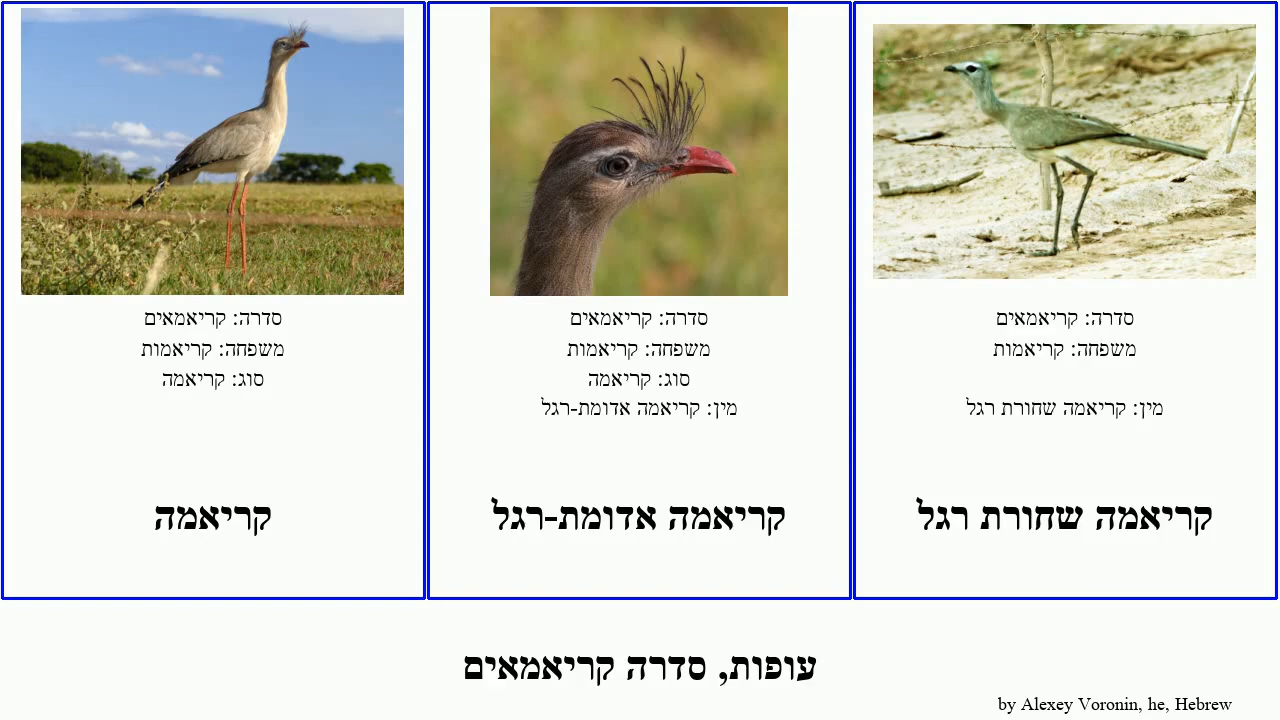 סדרה: קריאמאים
משפחה: קריאמות
סוג: קריאמה
קריאמה
סדרה: קריאמאים
משפחה: קריאמות
סוג: קריאמה
מין: קריאמה אדומת-רגל
קריאמה אדומת-רגל
סדרה: קריאמאים
משפחה: קריאמות
מין: קריאמה שחורת רגל
קריאמה שחורת רגל
עופות, סדרה קריאמאים
by Alexey Voronin, he, Hebrew